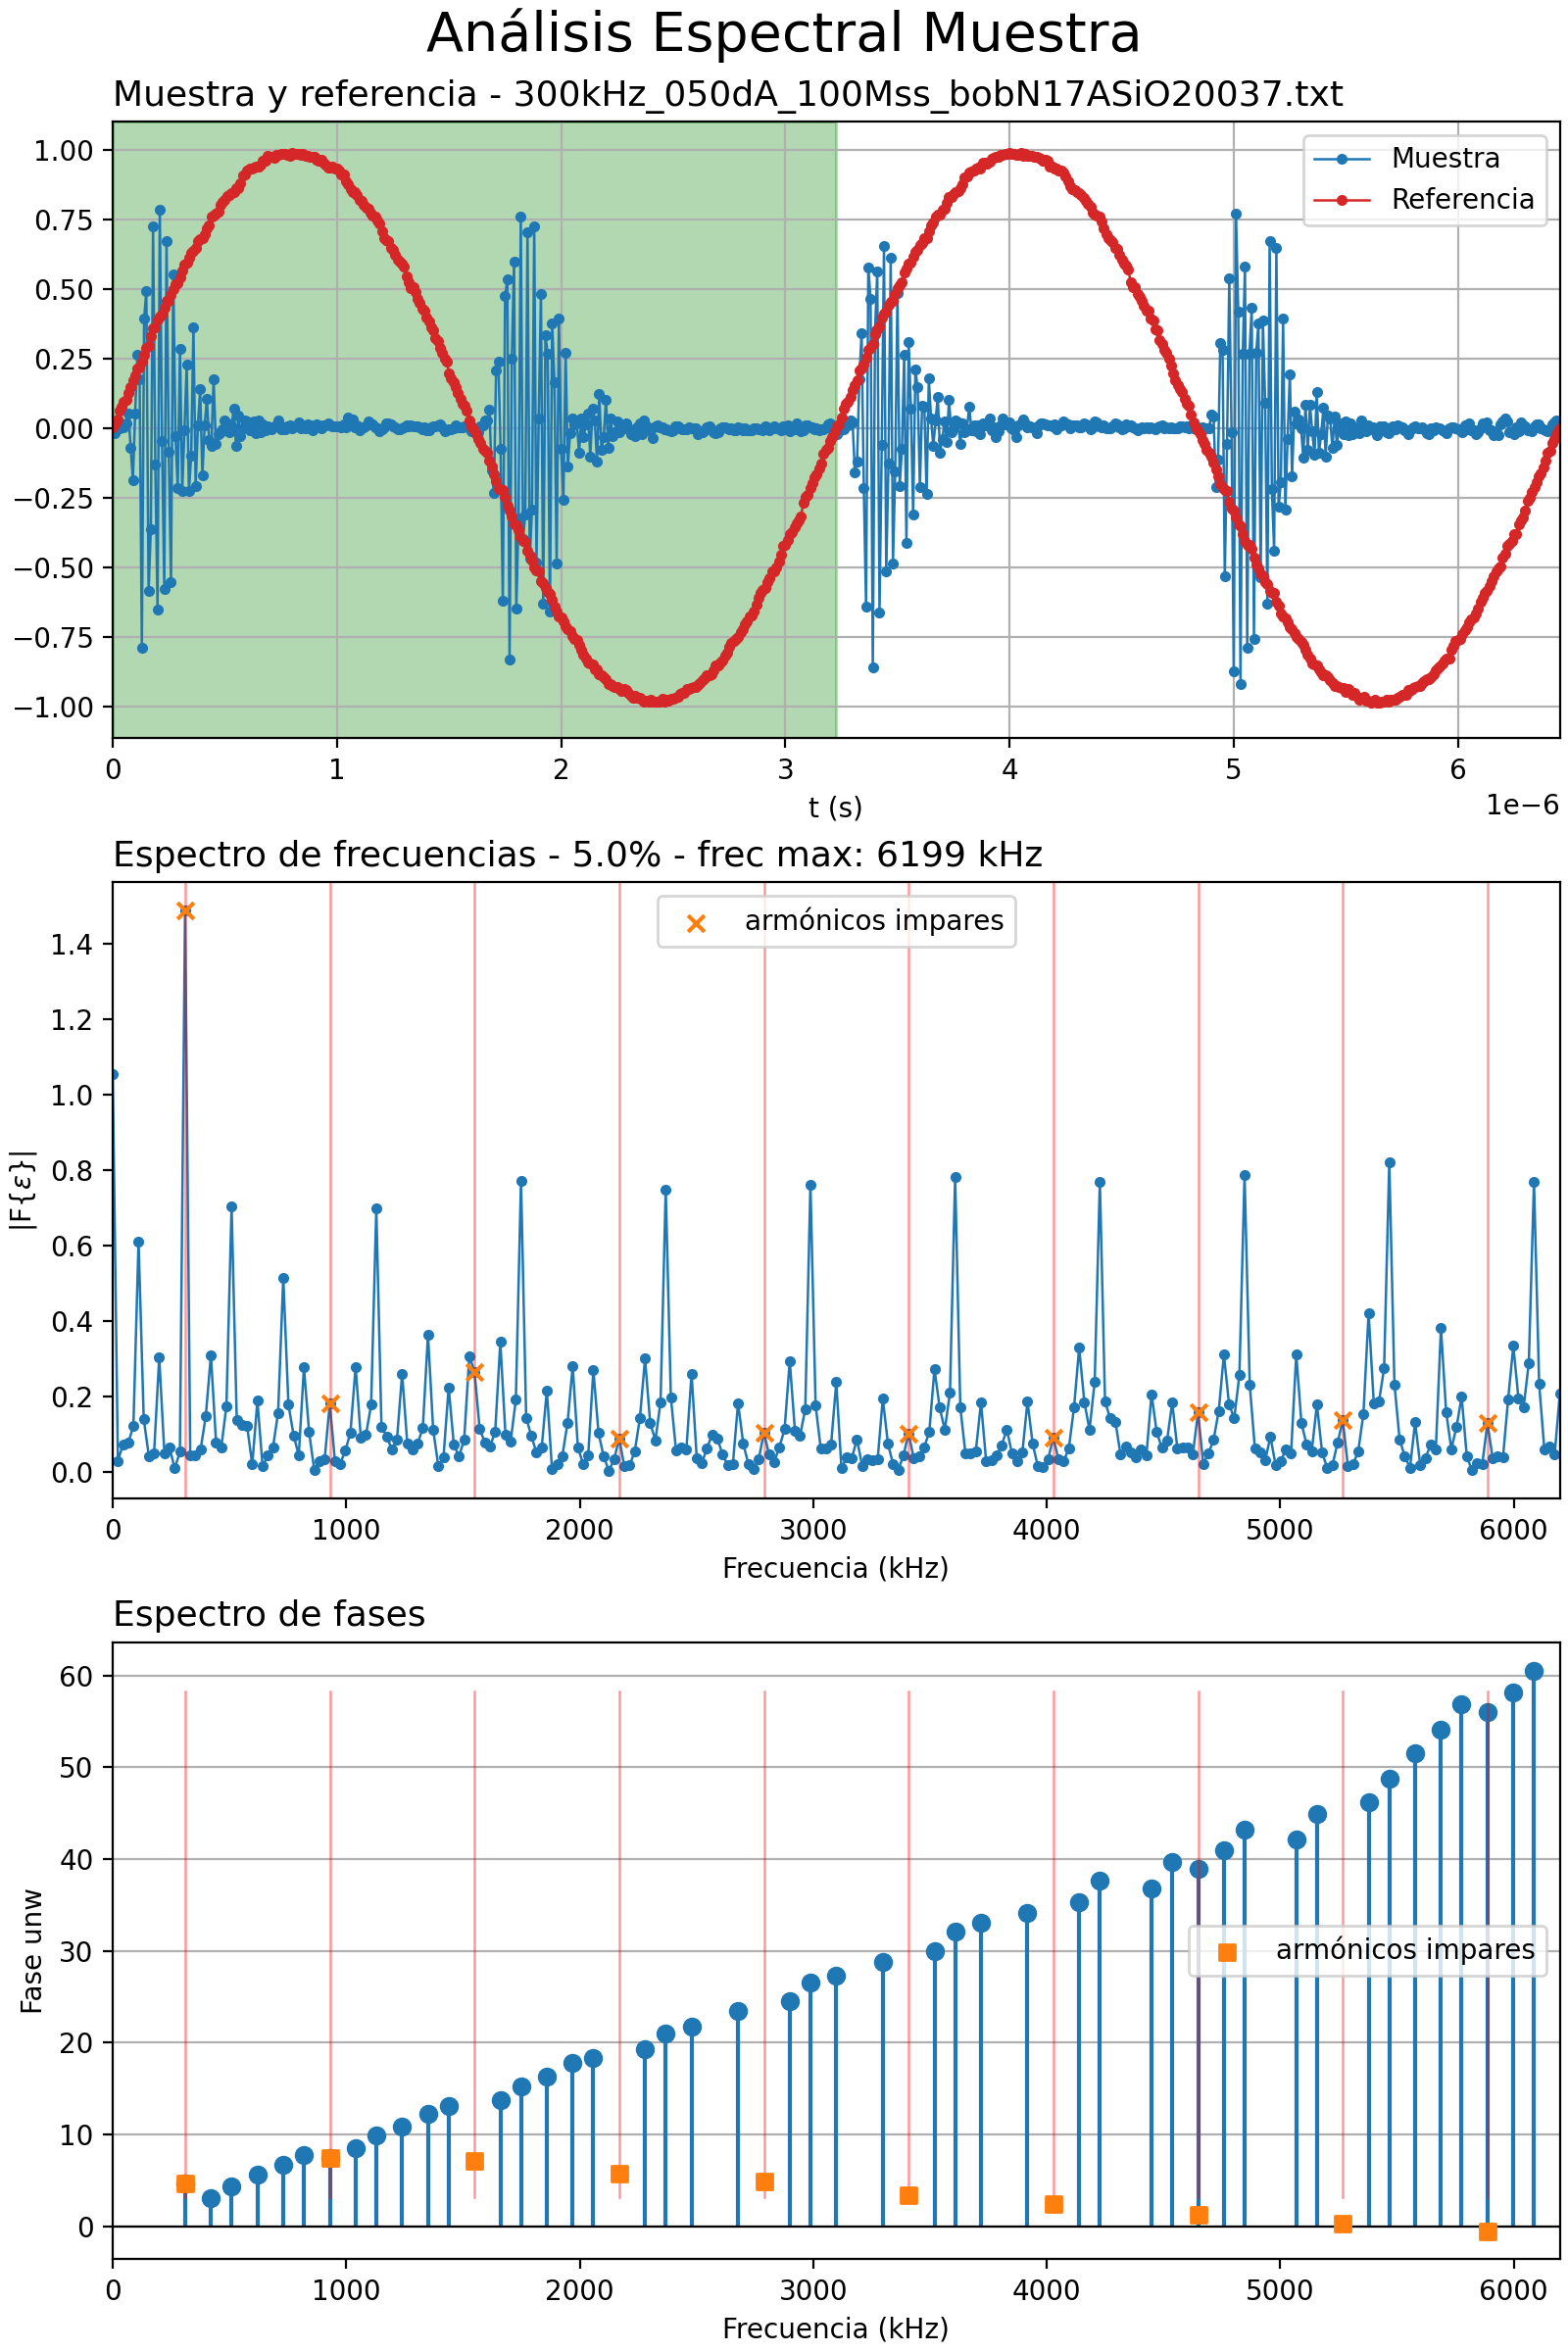 Análisis Espectral Muestra
Muestra y referencia - 300kHz_050dA_100Mss_bobN17ASiO20037.txt
1.00
0.75
0.50
0.25
0.00
−0.25
−0.50
−0.75
−1.00
Muestra
Referencia
0 1 2 3 4 5 6
t (s)
1e−6
Espectro de frecuencias - 5.0% - frec max: 6199 kHz
armónicos impares
|F{ε}|
1.4
1.2
1.0
0.8
0.6
0.4
0.2
0.0
0 1000 2000 3000 4000 5000 6000
Frecuencia (kHz)
Espectro de fases
Fase unw
60
50
40
30
20
10
0
armónicos impares
0 1000 2000 3000 4000 5000 6000
Frecuencia (kHz)